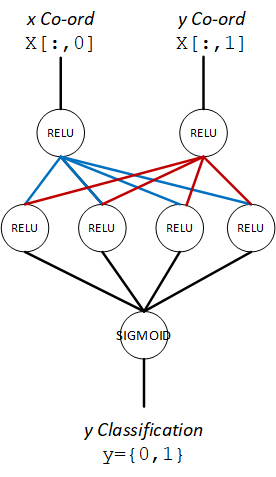 x Co-ord y Co-ord
X[:,0] X[:,1]
RELU RELU
RELU RELU RELU RELU
SIGMOID
y Classification
y={0,1}